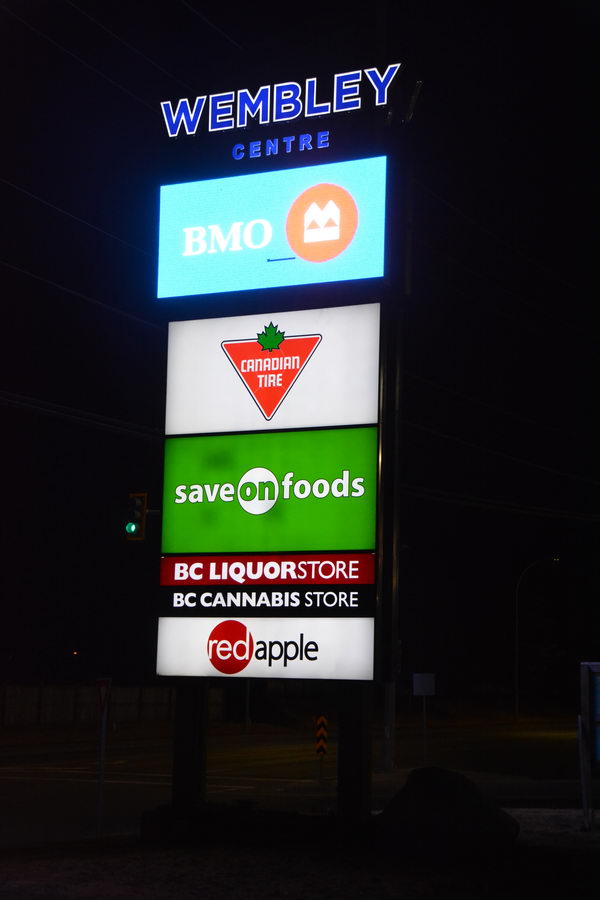 WEMBLEY
CENTRE
BMO
CANADIAN
TIRE
save on foods
BC LIQUORSTORE
BC CANNABIS STORE
red apple